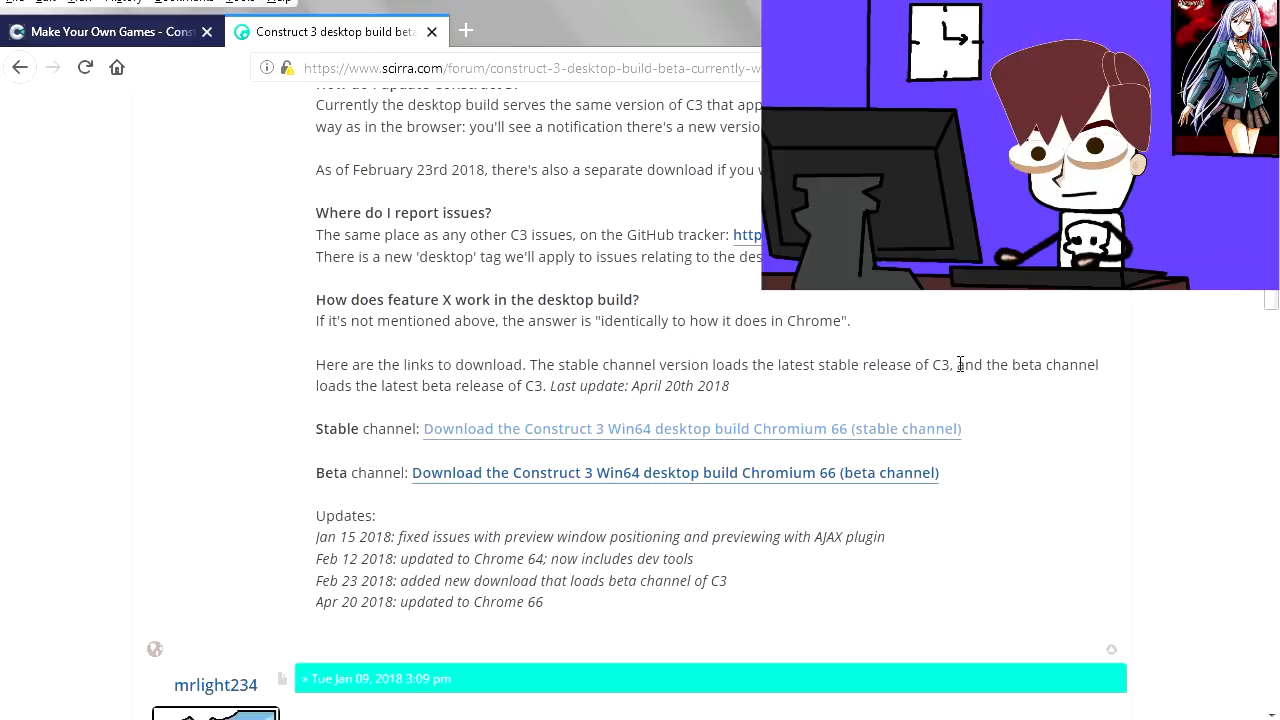 Make Your Own Games - Cons
Construct 3 desktop build beta
https://www.scirra.com/forum/construct-3-desktop-build-beta-currently-w
Currently the desktop build serves the same version of C3 that app
way as in the browser: you'll see a notification there's a new versio
As of February 23rd 2018, there's also a separate download if you w
Where do I report issues?
The same place as any other C3 issues, on the GitHub tracker: http
There is a new 'desktop' tag we'll apply to issues relating to the des
How does feature X work in the desktop build?
If it's not mentioned above, the answer is "identically to how it does in Chrome".
Here are the links to download. The stable channel version loads the latest stable release of C3, and the beta channel
loads the latest beta release of C3. Last update: April 20th 2018
Stable channel: Download the Construct 3 Win64 desktop build Chromium 66 (stable channel)
Beta channel: Download the Construct 3 Win64 desktop build Chromium 66 (beta channel)
Updates:
Jan 15 2018: fixed issues with preview window positioning and previewing with AJAX plugin
Feb 12 2018: updated to Chrome 64; now includes dev tools
Feb 23 2018: added new download that loads beta channel of C3
Apr 20 2018: updated to Chrome 66
mrlight234
» Tue Jan 09, 2018 3:09 pm